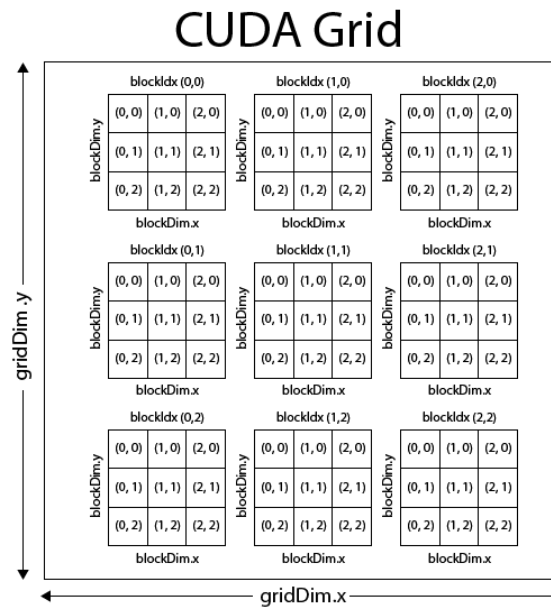 CUDA Grid
blockIdx (0,0) blockIdx (1,0) blockIdx (2,0)
(0, 0) (1, 0) (2, 0) (0, 0) (1, 0) (2, 0) (0, 0) (1, 0) (2, 0)
blockDim.y blockDim.y blockDim.y
(0, 1) (1, 1) (2, 1) (0, 1) (1, 1) (2, 1) (0, 1) (1, 1) (2, 1)
(0, 2) (1, 2) (2, 2) (0, 2) (1, 2) (2, 2) (0, 2) (1, 2) (2, 2)
blockDim.x blockDim.x blockDim.x
blockIdx (0,1) blockIdx (1,1) blockIdx (2,1)
(0, 0) (1, 0) (2, 0) (0, 0) (1, 0) (2, 0) (0, 0) (1, 0) (2, 0)
gridDim .y
blockDim.y blockDim.y blockDim.y
(0, 1) (1, 1) (2, 1) (0, 1) (1, 1) (2, 1) (0, 1) (1, 1) (2, 1)
(0, 2) (1, 2) (2, 2) (0, 2) (1, 2) (2, 2) (0, 2) (1, 2) (2, 2)
blockDim.x blockDim.x blockDim.x
blockIdx (0,2) blockIdx (1,2) blockIdx (2,2)
(0, 0) (1, 0) (2, 0) (0, 0) (1, 0) (2, 0) (0, 0) (1, 0) (2, 0)
blockDim.y blockDim.y blockDim.y
(0, 1) (1, 1) (2, 1) (0, 1) (1, 1) (2, 1) (0, 1) (1, 1) (2, 1)
(0, 2) (1, 2) (2, 2) (0, 2) (1, 2) (2, 2) (0, 2) (1, 2) (2, 2)
blockDim.x blockDim.x blockDim.x
gridDim.x